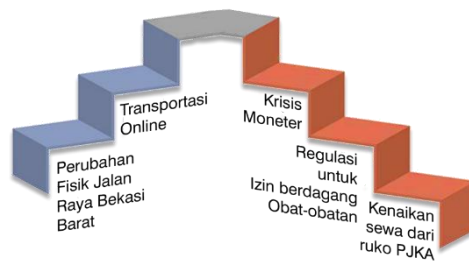 Transportasi
Online
Perubahan
Fisik Jalan
Raya Bekasi
Barat
Krisis
Moneter
Regulasi
untuk
Izin berdagang
Obat-obatan
Kenaikan
sewa dari
ruko PJKA